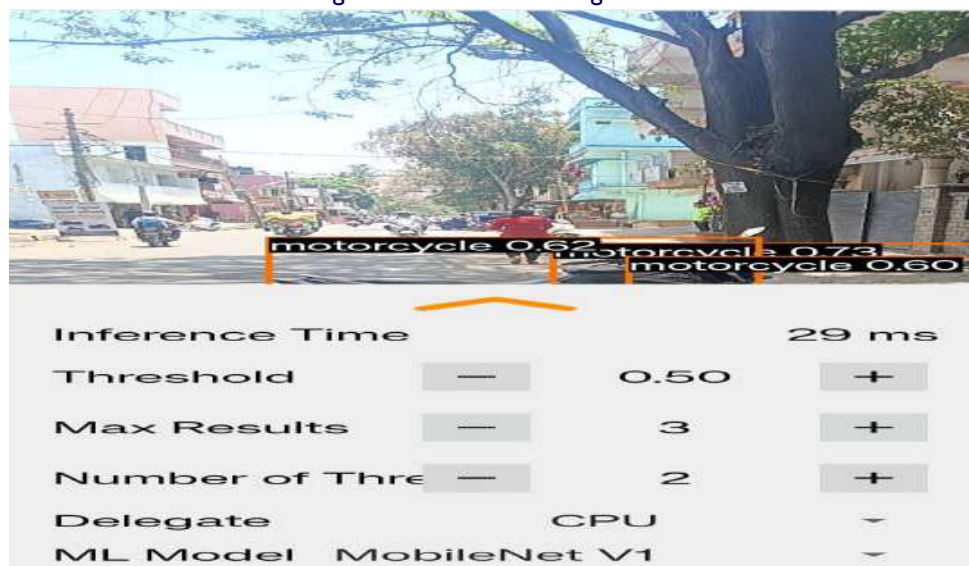 motorcycle 0.62
motorcycle 0.73
motorcycle 0.60
Inference Time 29 ms
Threshold — 0.50 +
Max Results — 3 +
Number of Thre — 2 +
Delegate CPU
ML Model MobileNet V1